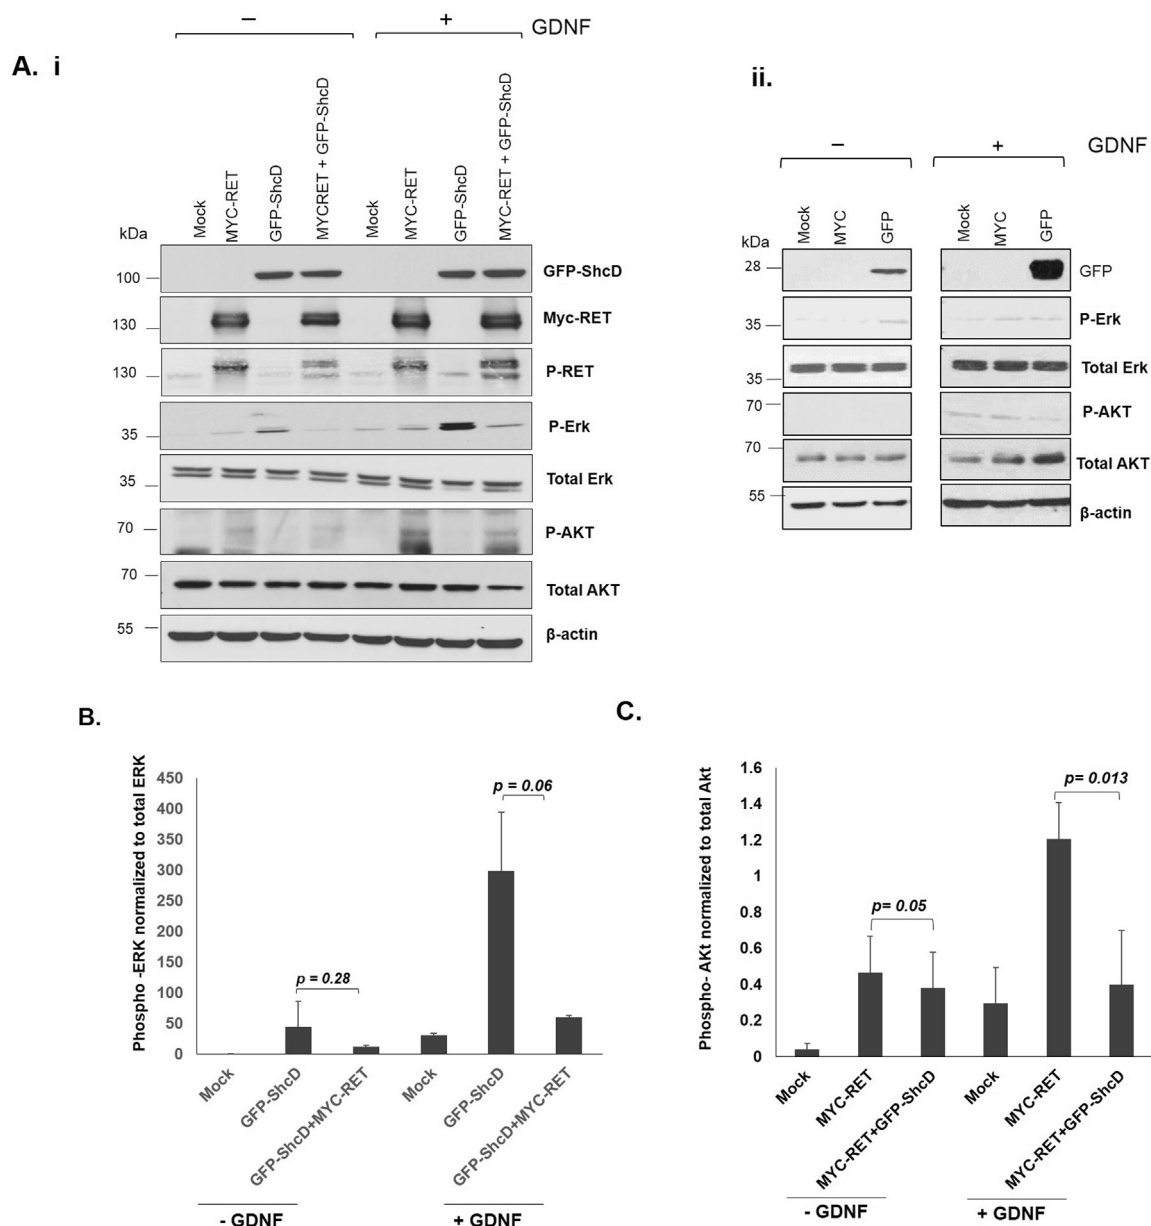 − + GDNF
A. i
Mock MYC-RET GFP-ShcD MYCRET + GFP-ShcD Mock MYC-RET GFP-ShcD MYC-RET + GFP-ShcD
kDa
100 GFP-ShcD
130 Myc-RET
130 P-RET
35 P-Erk
35 Total Erk
70 P-AKT
70 Total AKT
55 β-actin
ii.
− + GDNF
Mock MYC GFP Mock MYC GFP
kDa
28 GFP
35 P-Erk
35 Total Erk
70 P-AKT
70 Total AKT
55 β-actin
B.
Phospho -ERK normalized to total ERK
450
400
350
300
250
200
150
100
50
0
p = 0.28
p = 0.06
Mock GFP-ShcD GFP-ShcD+MYC-RET Mock GFP-ShcD GFP-ShcD+MYC-RET
- GDNF + GDNF
C.
Phospho- AKt normalized to total Akt
1.6
1.4
1.2
1
0.8
0.6
0.4
0.2
0
p= 0.05
p= 0.013
Mock MYC-RET MYC-RET+GFP-ShcD Mock MYC-RET MYC-RET+GFP-ShcD
- GDNF + GDNF